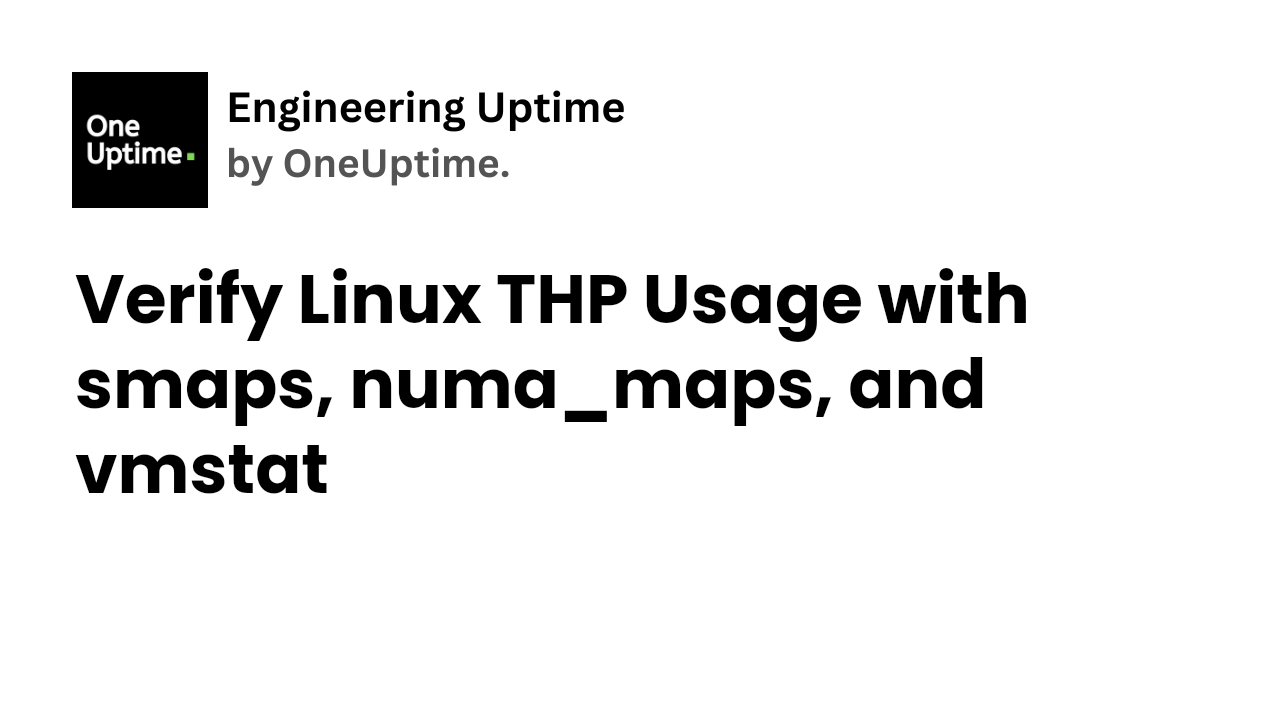 One
Uptime
Engineering Uptime
by OneUptime.
Verify Linux THP Usage with
smaps, numa_maps, and
vmstat